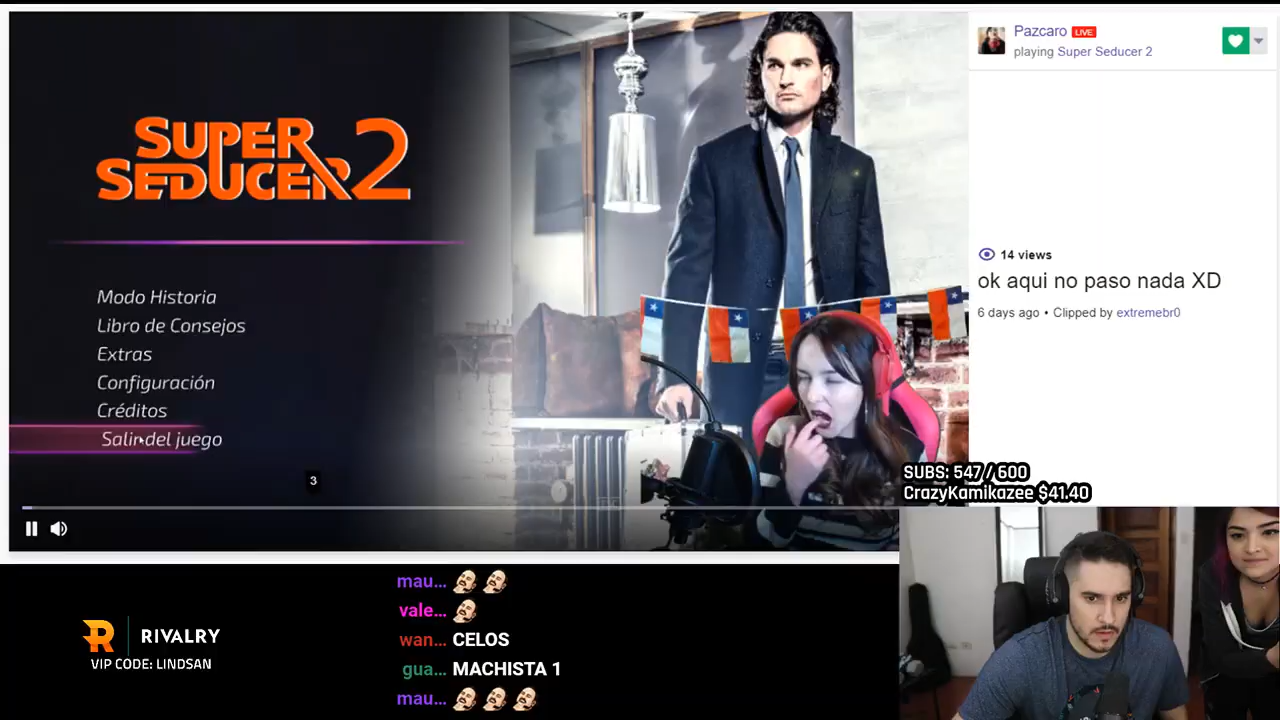 SUPER
SEDUCER 2
Modo Historia
Libro de Consejos
Extras
Configuración
Créditos
Salir del juego
3
Pazcaro LIVE
playing Super Seducer 2
14 views
ok aqui no paso nada XD
6 days ago • Clipped by extremebr0
SUBS: 547 / 600
CrazyKamikazee $41.40
R RIVALRY
VIP CODE: LINDSAN
mau...
vale...
wan... CELOS
gua... MACHISTA 1
mau...